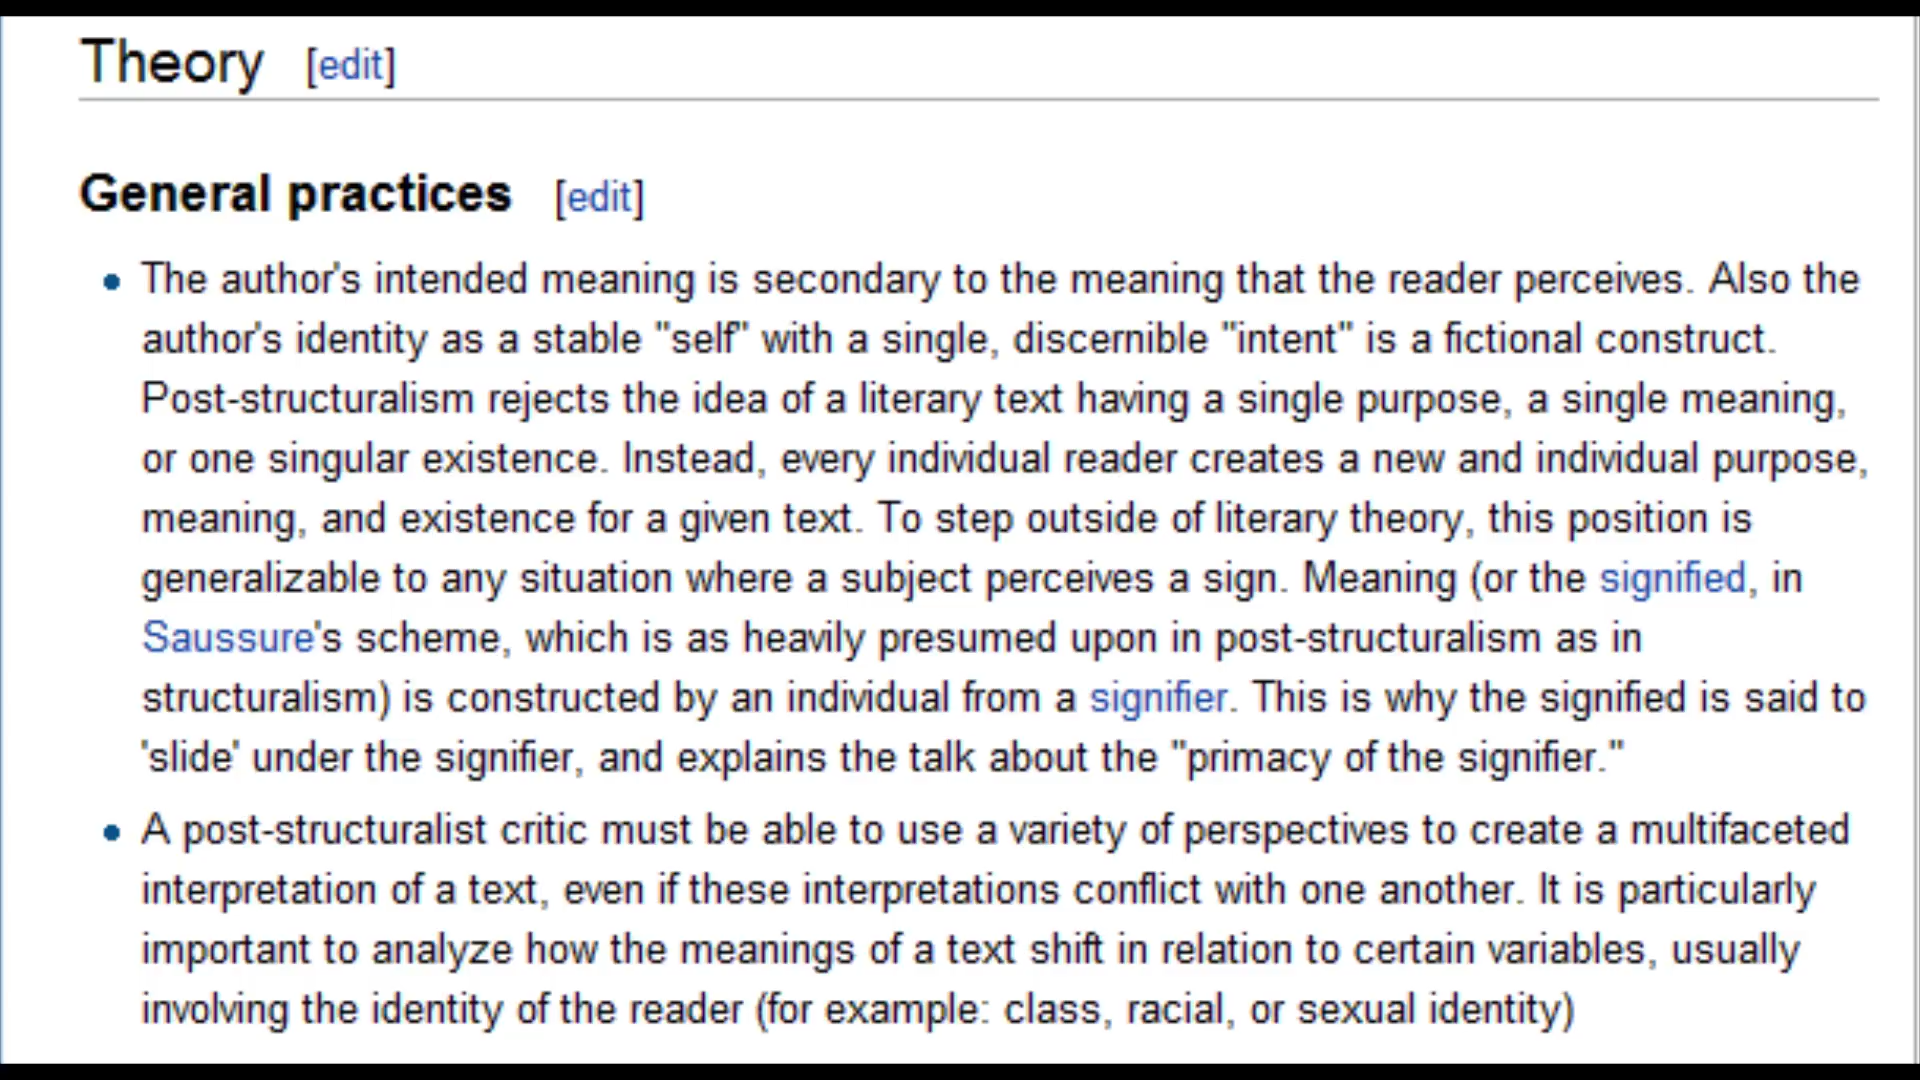 Theory [edit]
General practices [edit]
• The author's intended meaning is secondary to the meaning that the reader perceives. Also the
author's identity as a stable "self" with a single, discernible "intent" is a fictional construct.
Post-structuralism rejects the idea of a literary text having a single purpose, a single meaning,
or one singular existence. Instead, every individual reader creates a new and individual purpose,
meaning, and existence for a given text. To step outside of literary theory, this position is
generalizable to any situation where a subject perceives a sign. Meaning (or the signified, in
Saussure's scheme, which is as heavily presumed upon in post-structuralism as in
structuralism) is constructed by an individual from a signifier. This is why the signified is said to
'slide' under the signifier, and explains the talk about the "primacy of the signifier."
• A post-structuralist critic must be able to use a variety of perspectives to create a multifaceted
interpretation of a text, even if these interpretations conflict with one another. It is particularly
important to analyze how the meanings of a text shift in relation to certain variables, usually
involving the identity of the reader (for example: class, racial, or sexual identity)